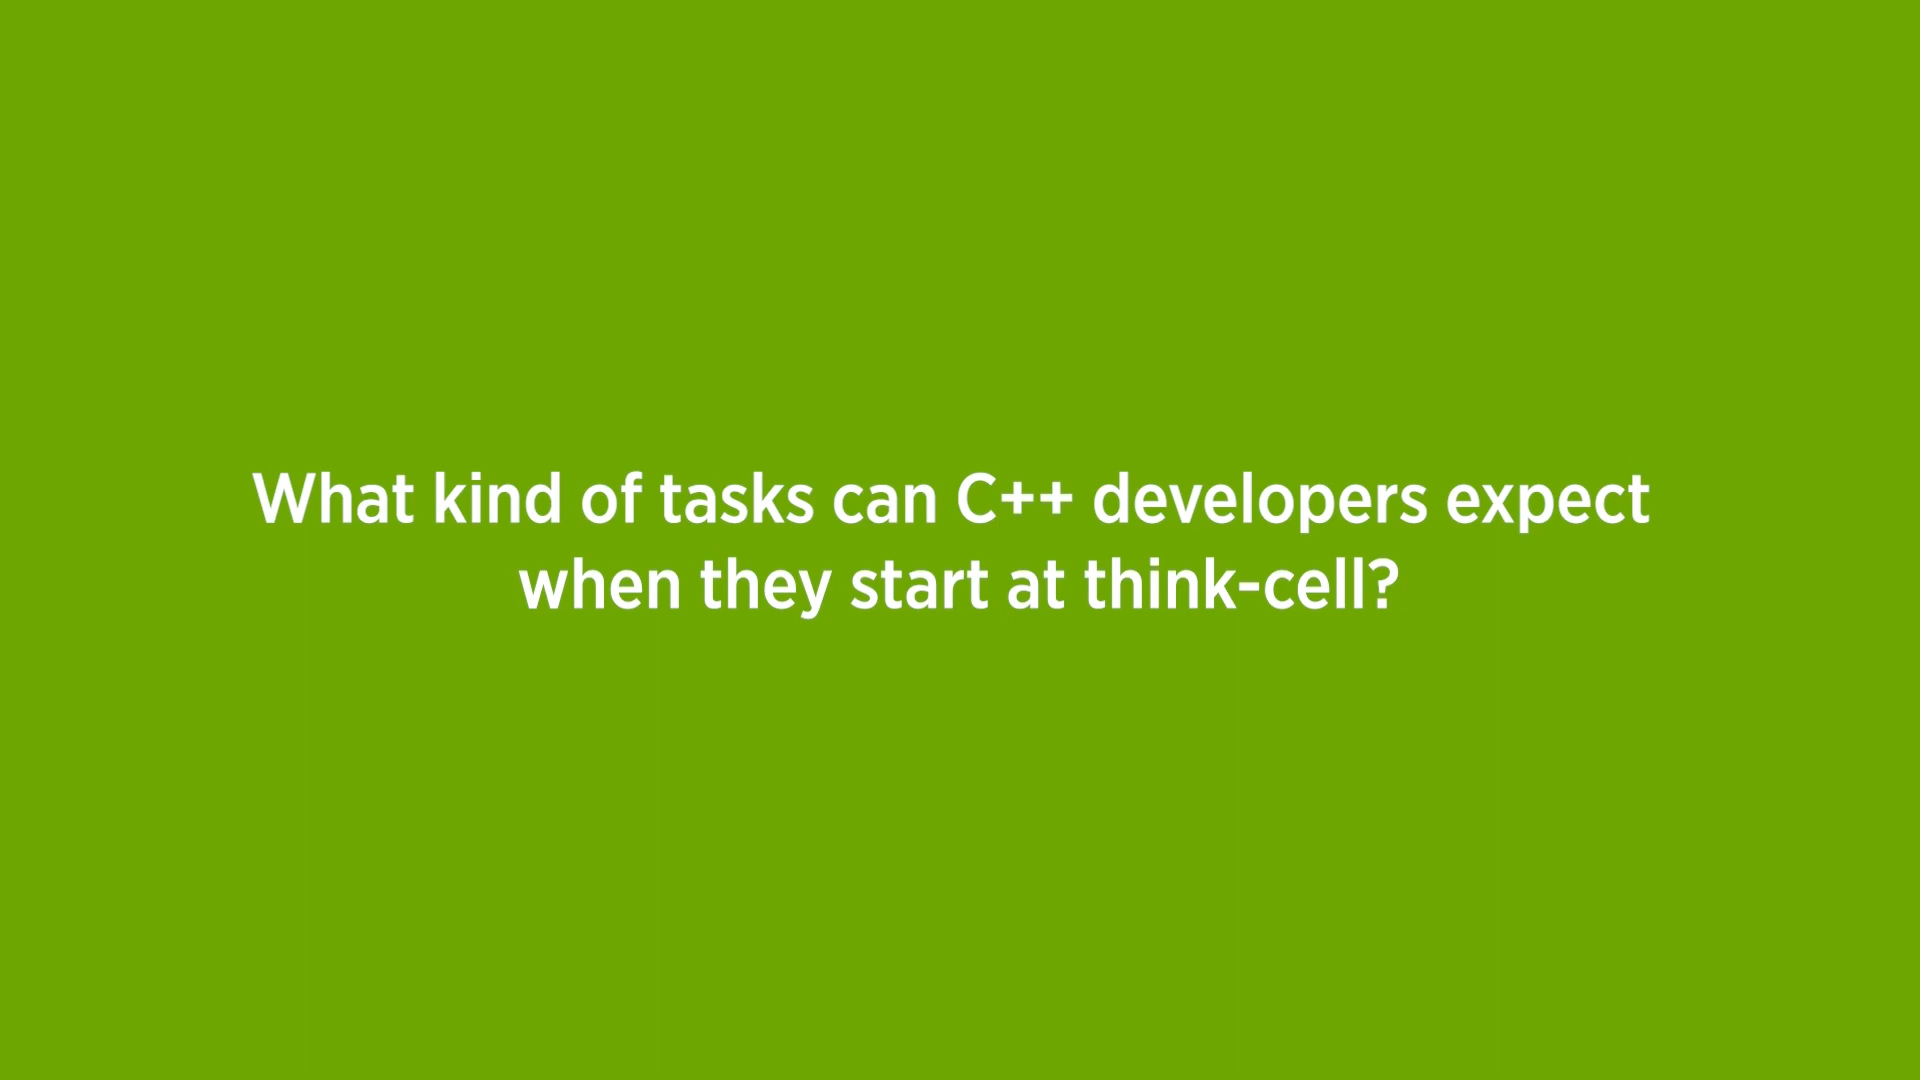 What kind of tasks can C++ developers expect
when they start at think-cell?